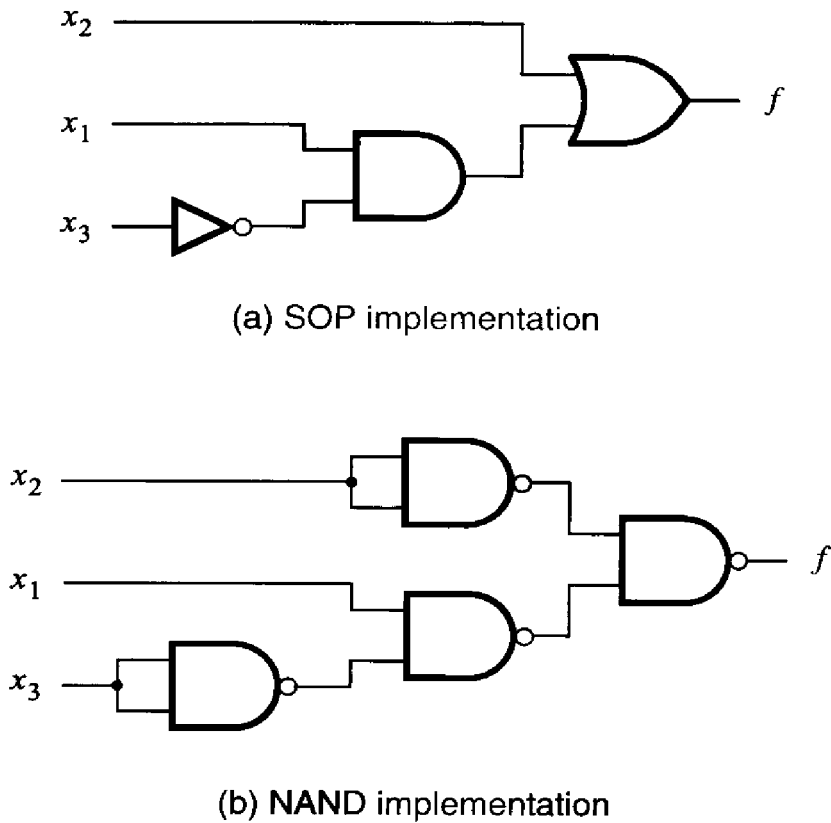 x₂
x₁
f
x₃
(a) SOP implementation
x₂
x₁
f
x₃
(b) NAND implementation